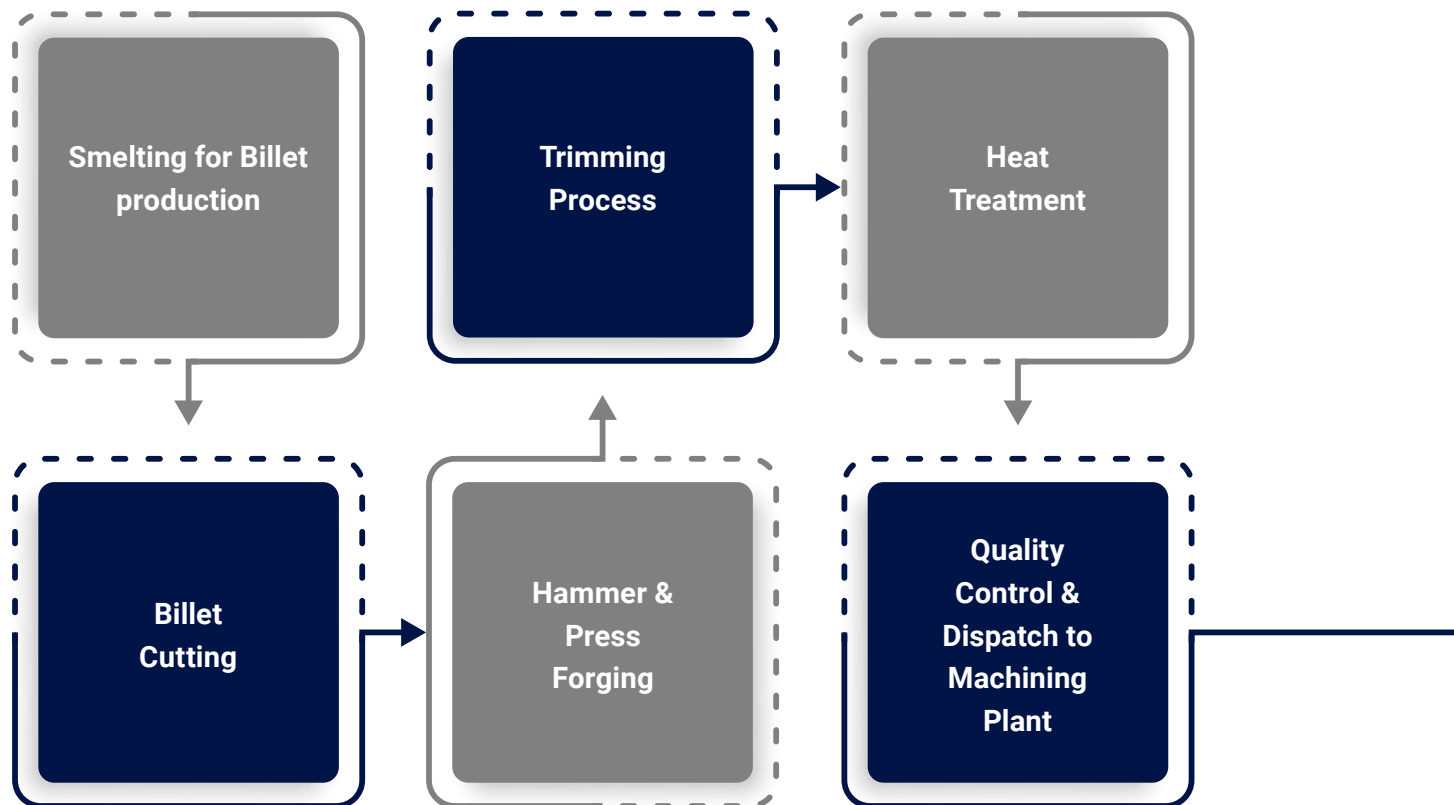 Smelting for Billet
production
Billet
Cutting
Hammer &
Press
Forging
Trimming
Process
Heat
Treatment
Quality
Control &
Dispatch to
Machining
Plant